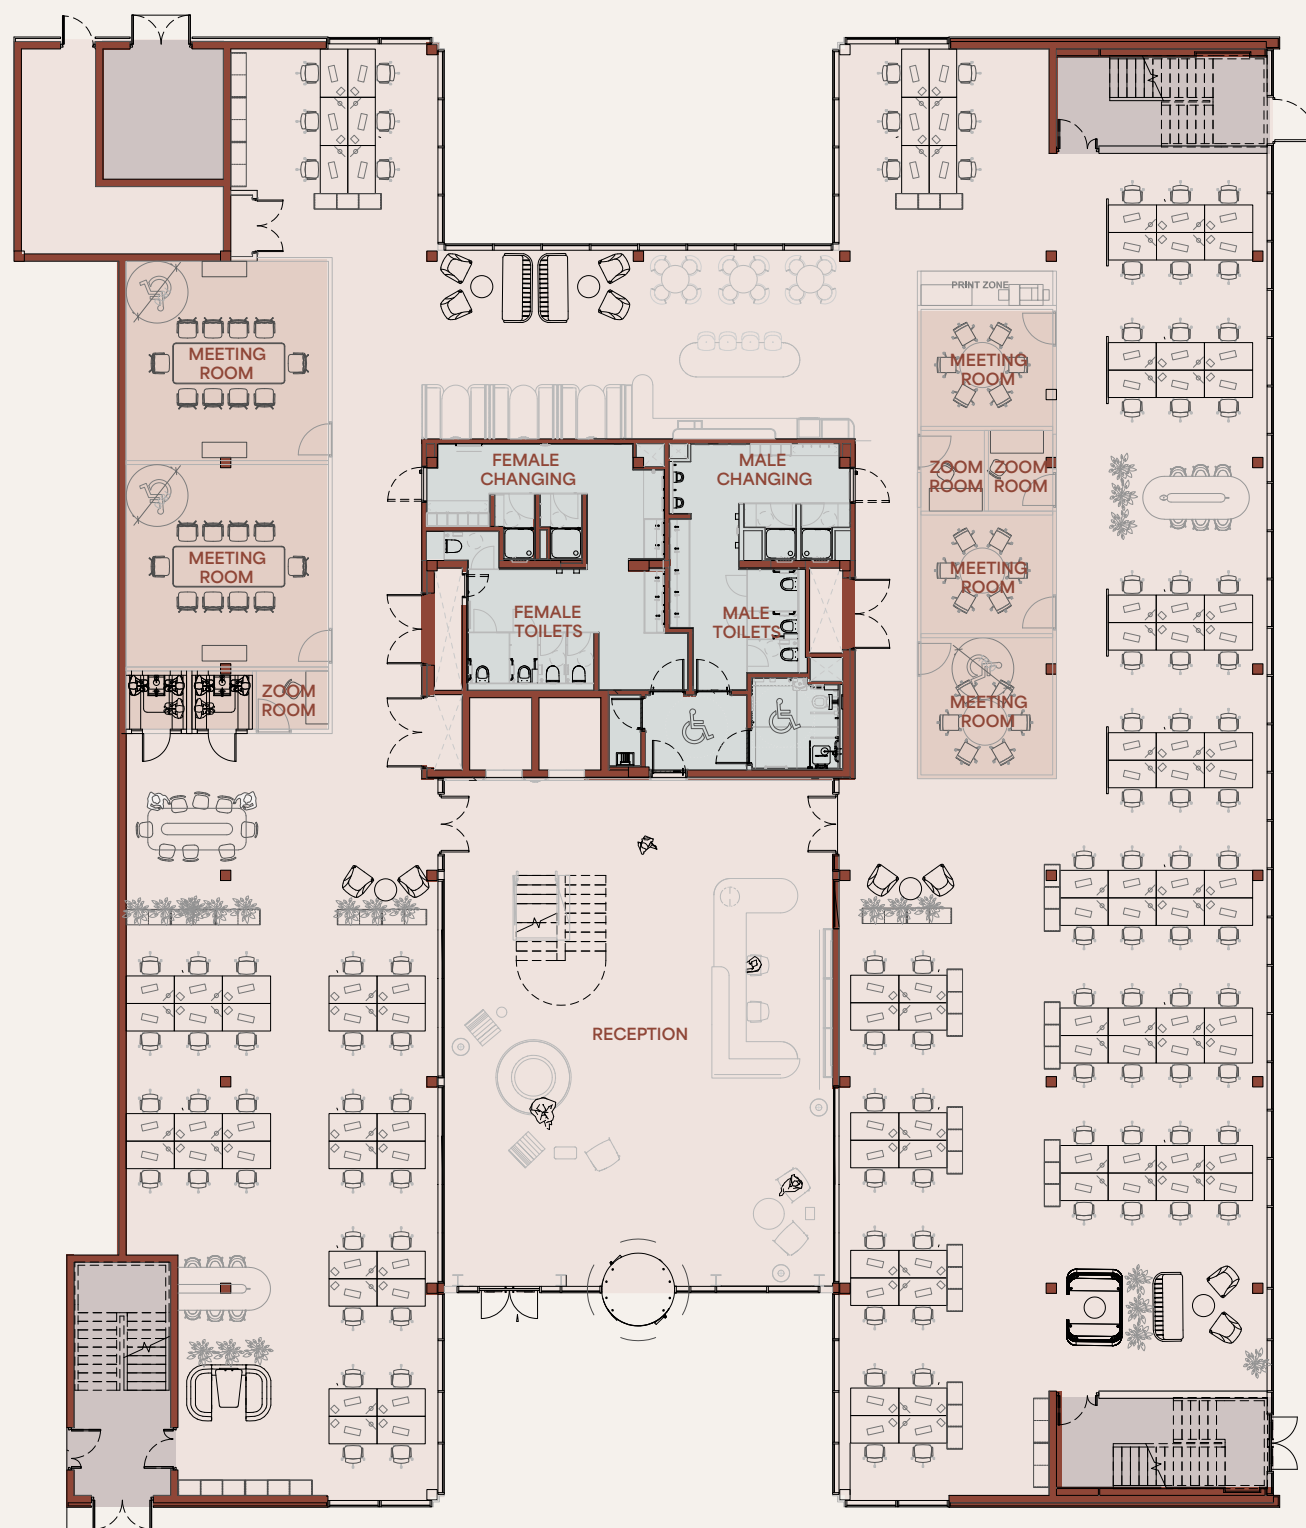 PRINT ZONE
MEETING
ROOM
MEETING
ROOM
FEMALE
CHANGING
MALE
CHANGING
ZOOM
ROOM
ZOOM
ROOM
MEETING
ROOM
MEETING
ROOM
FEMALE
TOILETS
MALE
TOILETS
ZOOM
ROOM
MEETING
ROOM
RECEPTION